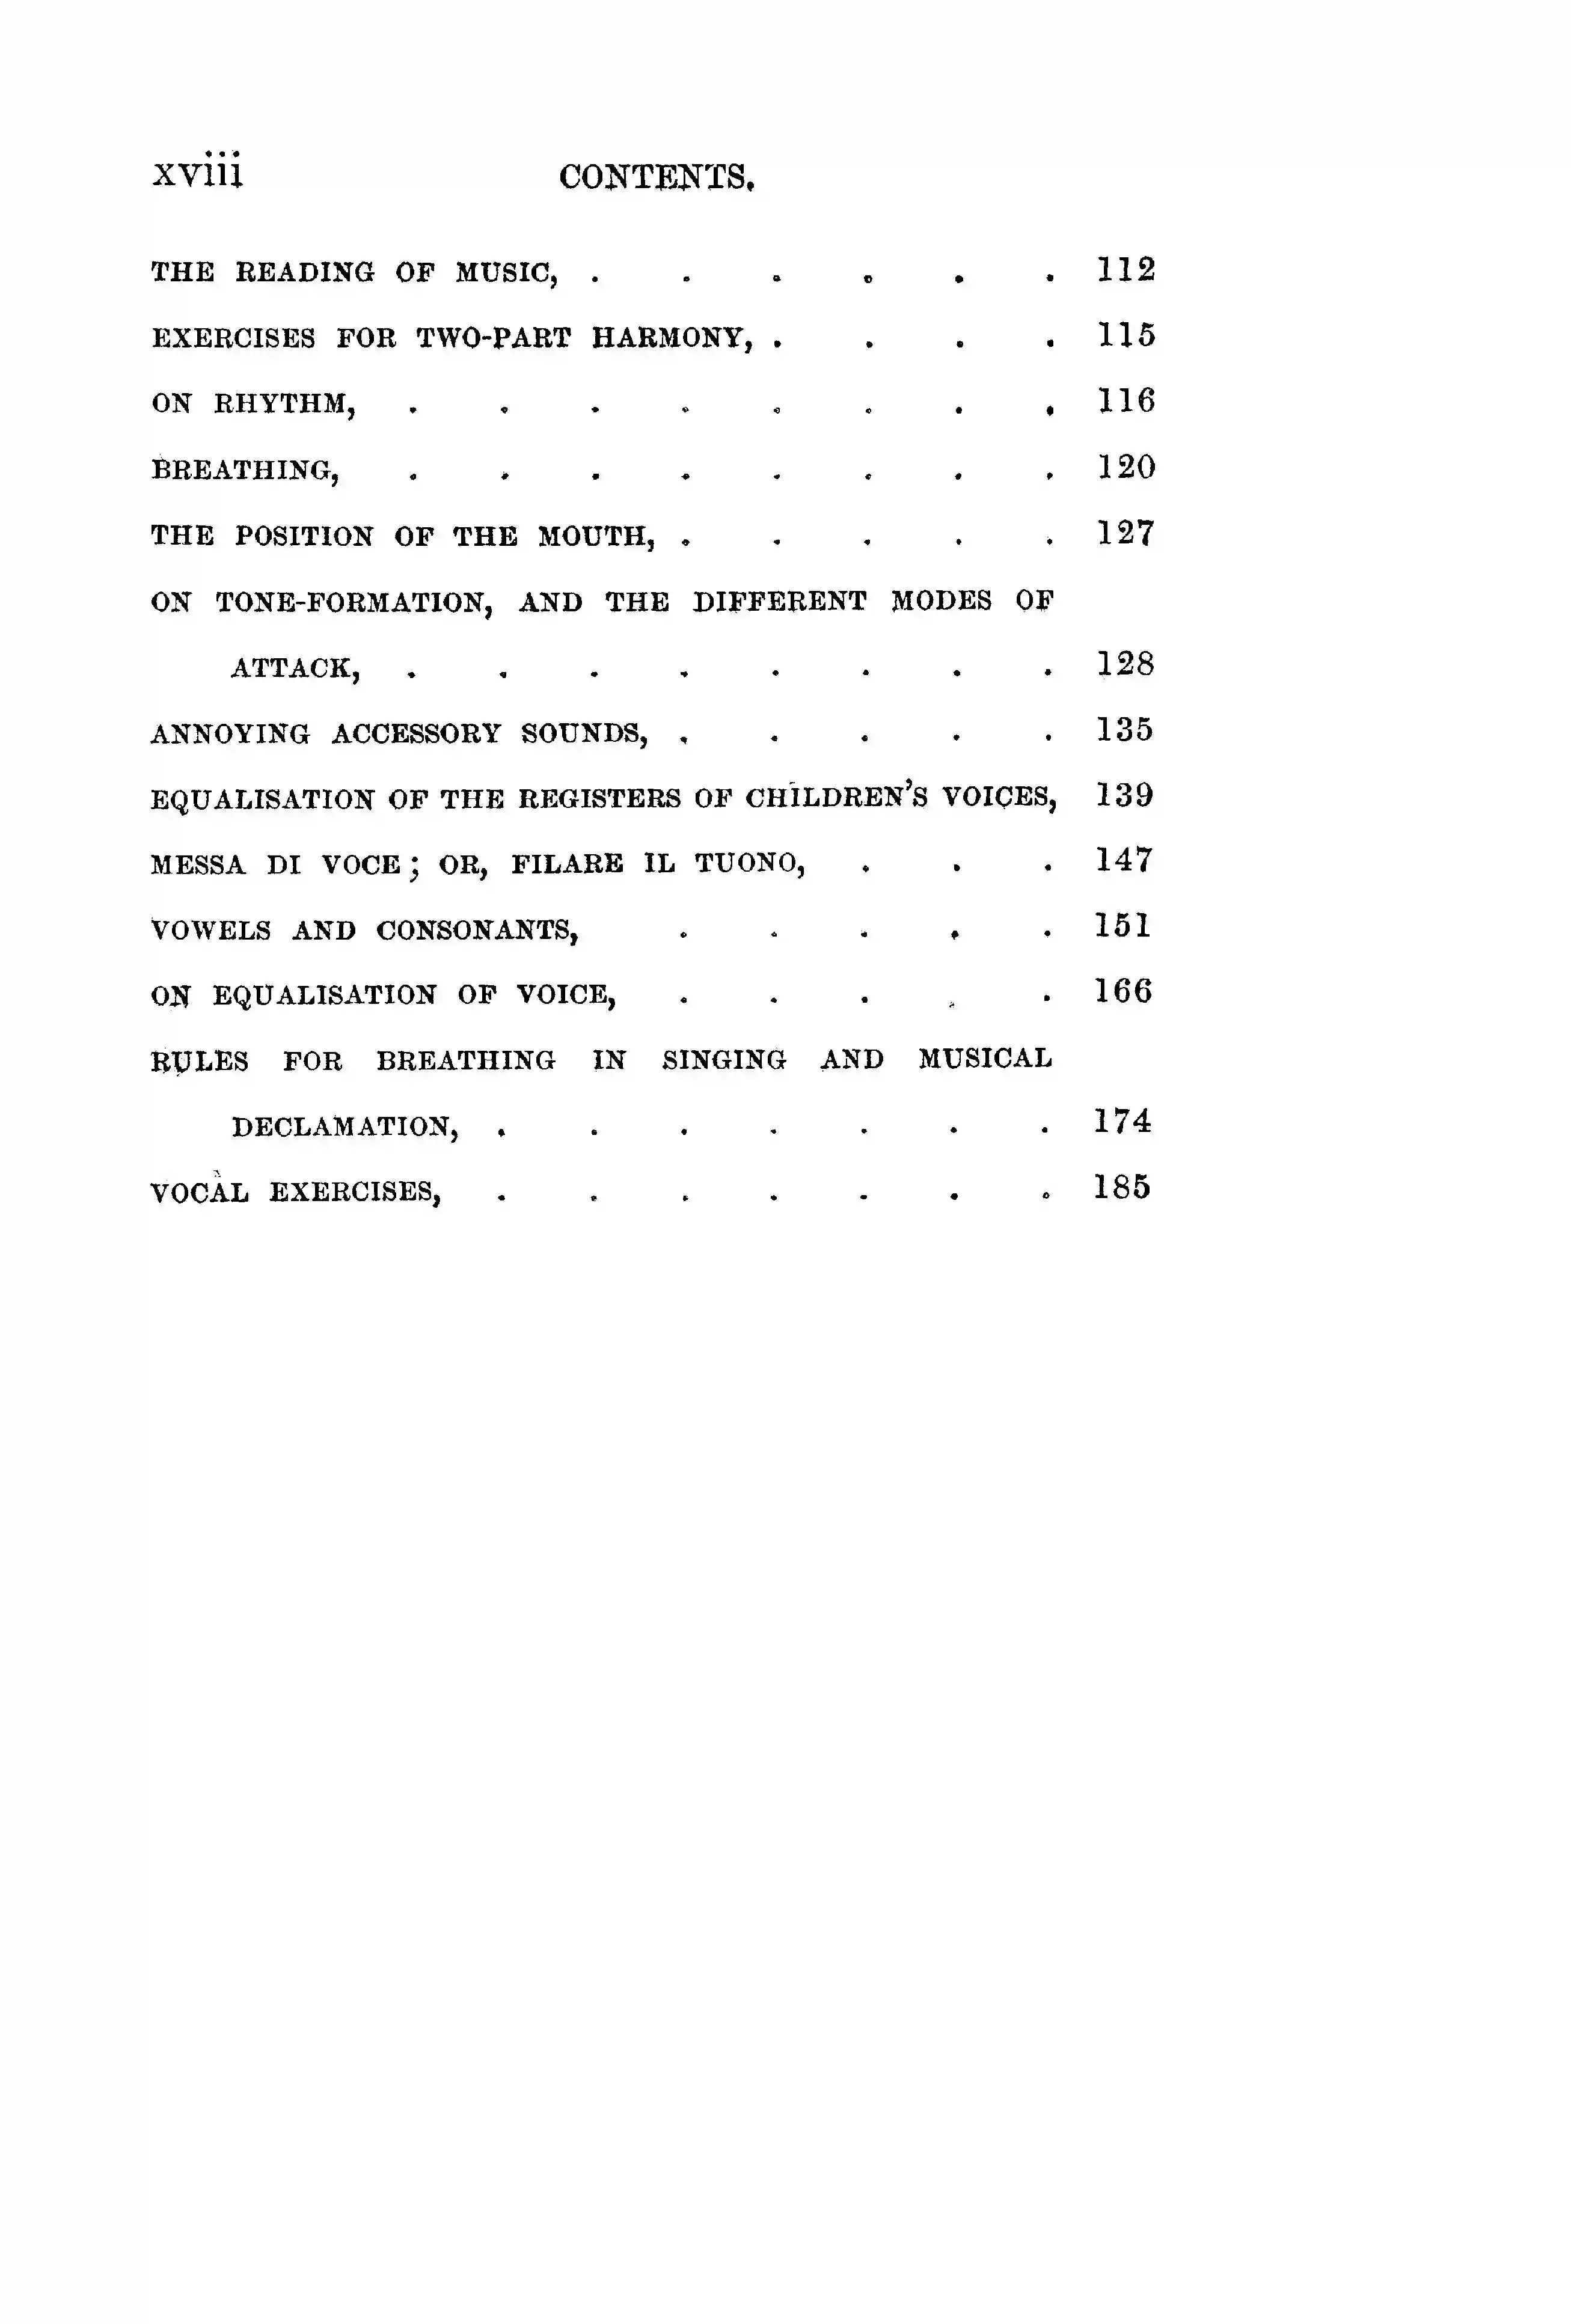 xviii CONTENTS.
THE READING OF MUSIC, . . . . . . 112
EXERCISES FOR TWO-PART HARMONY, . . . . 115
ON RHYTHM, . . . . . . . . 116
BREATHING, . . . . . . . . 120
THE POSITION OF THE MOUTH, . . . . . 127
ON TONE-FORMATION, AND THE DIFFERENT MODES OF
ATTACK, . . . . . . . . 128
ANNOYING ACCESSORY SOUNDS, . . . . . 135
EQUALISATION OF THE REGISTERS OF CHILDREN'S VOICES, 139
MESSA DI VOCE; OR, FILARE IL TUONO, . . . 147
VOWELS AND CONSONANTS, . . . . . 151
ON EQUALISATION OF VOICE, . . . . . 166
RULES FOR BREATHING IN SINGING AND MUSICAL
DECLAMATION, . . . . . . . 174
VOCAL EXERCISES, . . . . . . . 185